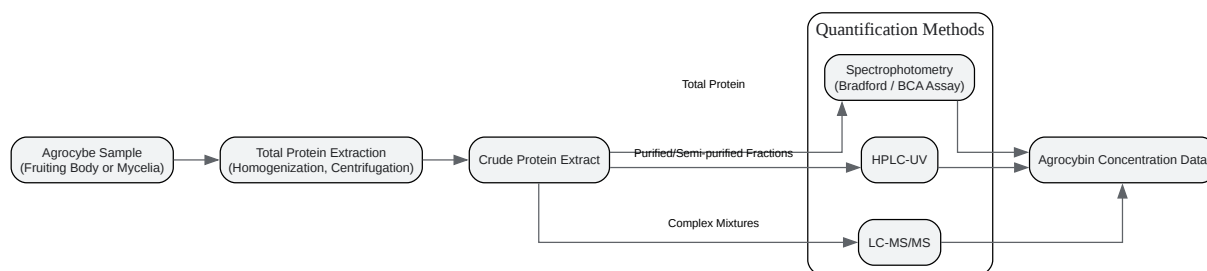 Quantification Methods
Spectrophotometry
(Bradford / BCA Assay)
Total Protein
Agrocybe Sample
(Fruiting Body or Mycelia)
Total Protein Extraction
(Homogenization, Centrifugation)
Crude Protein Extract
Purified/Semi-purified Fractions
HPLC-UV
Agrocybin Concentration Data
Complex Mixtures
LC-MS/MS